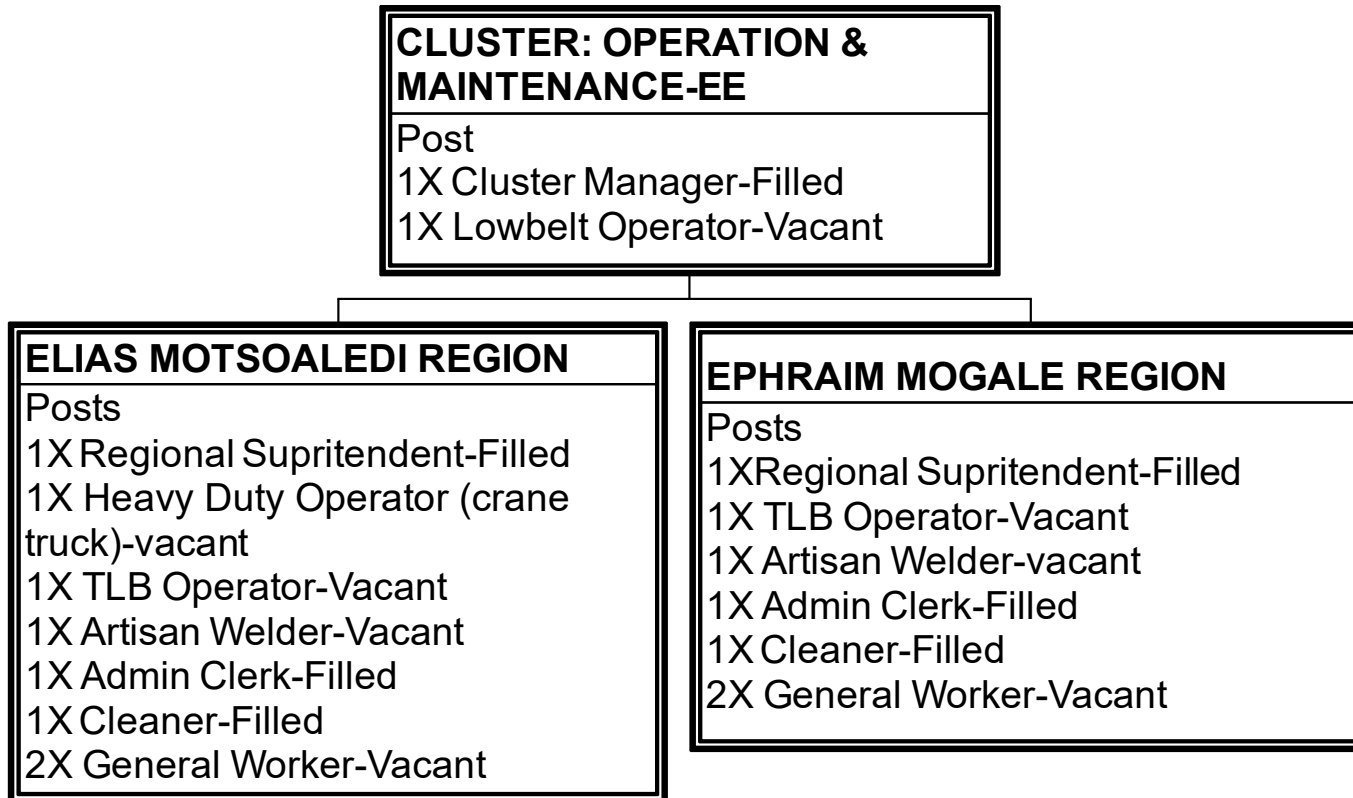 CLUSTER: OPERATION &
MAINTENANCE-EE
Post
1X Cluster Manager-Filled
1X Lowbelt Operator-Vacant
ELIAS MOTSOALEDI REGION
Posts
1X Regional Supritendent-Filled
1X Heavy Duty Operator (crane
truck)-vacant
1X TLB Operator-Vacant
1X Artisan Welder-Vacant
1X Admin Clerk-Filled
1X Cleaner-Filled
2X General Worker-Vacant
EPHRAIM MOGALE REGION
Posts
1XRegional Supritendent-Filled
1X TLB Operator-Vacant
1X Artisan Welder-vacant
1X Admin Clerk-Filled
1X Cleaner-Filled
2X General Worker-Vacant